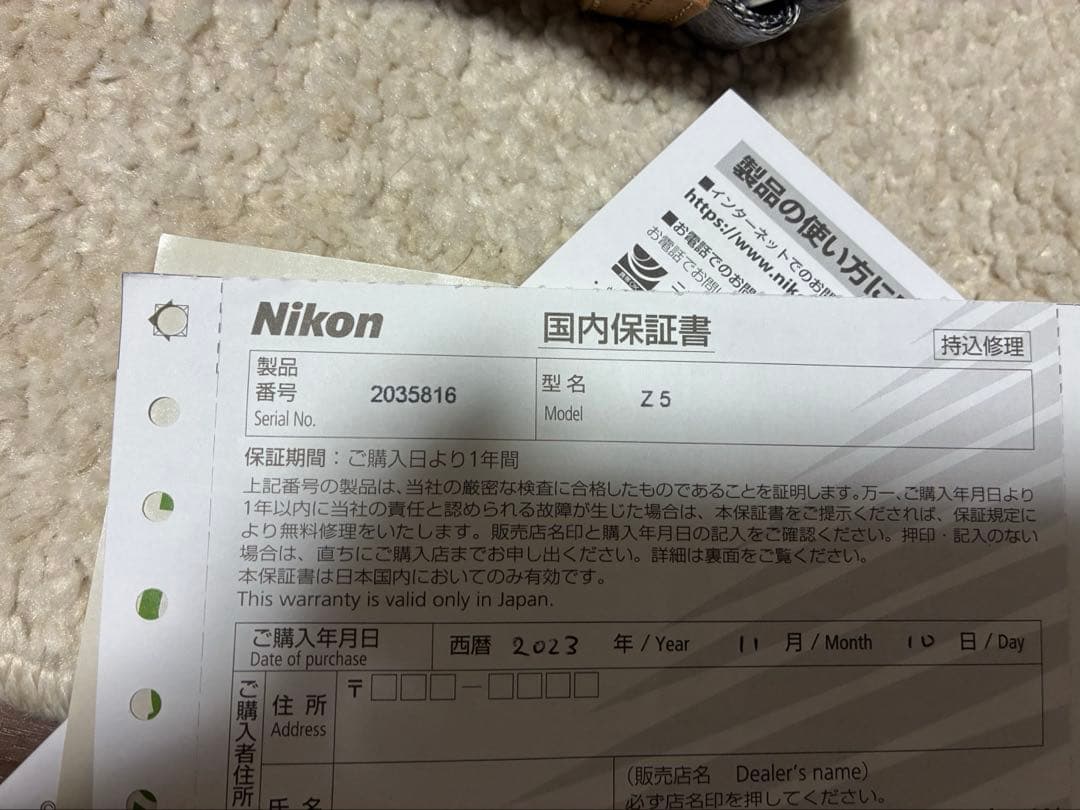 製品の使い方に
■インターネットでのお問
https://www.nik
■お電話でのお問
お電話でお問
ニ
Nikon
国内保証書
持込修理
製品
番号
Serial No.
2035816
型名
Model
Z 5
保証期間：ご購入日より1年間
上記番号の製品は、当社の厳密な検査に合格したものであることを証明します。万一、ご購入年月日より
1年以内に当社の責任と認められる故障が生じた場合は、本保証書をご提示くだされば、保証規定に
より無料修理をいたします。販売店名印と購入年月日の記入をご確認ください。押印・記入のない
場合は、直ちにご購入店までお申し出ください。詳細は裏面をご覧ください。
本保証書は日本国内においてのみ有効です。
This warranty is valid only in Japan.
ご購入年月日
Date of purchase
西暦 2023 年 / Year 11 月 / Month 10 日 / Day
ご購入者住所
住所
Address
〒□□□-□□□□
氏名
(販売店名 Dealer's name)
必ず店名印を押してください。